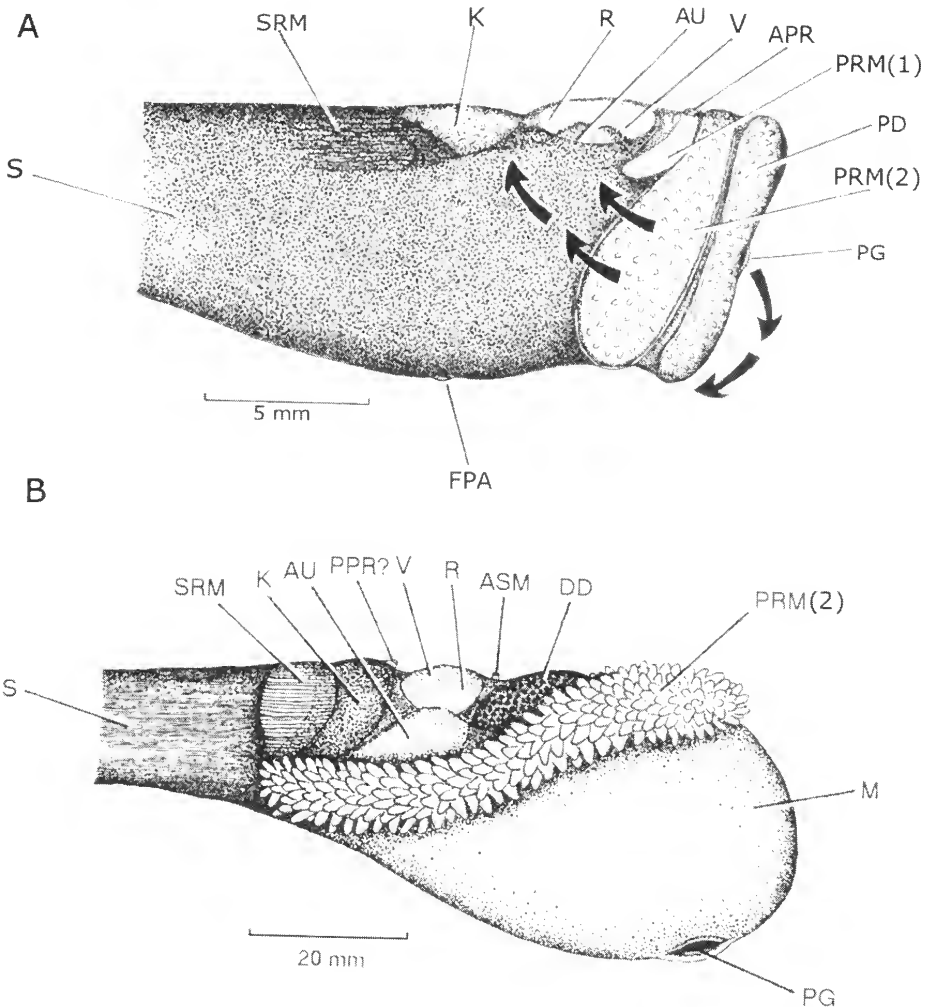 A
SRM
K
R
AU
V
APR
PRM(1)
PD
PRM(2)
PG
S
5 mm
FPA
B
SRM
K
AU
PPR?
V
R
ASM
DD
PRM(2)
S
M
20 mm
PG